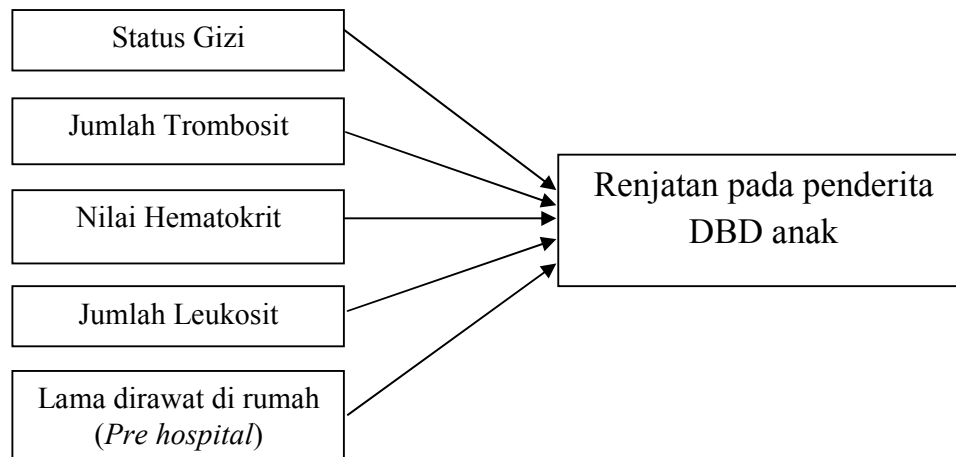 Status Gizi
Jumlah Trombosit
Nilai Hematokrit
Jumlah Leukosit
Lama dirawat di rumah
(Pre hospital)
Renjatan pada penderita
DBD anak